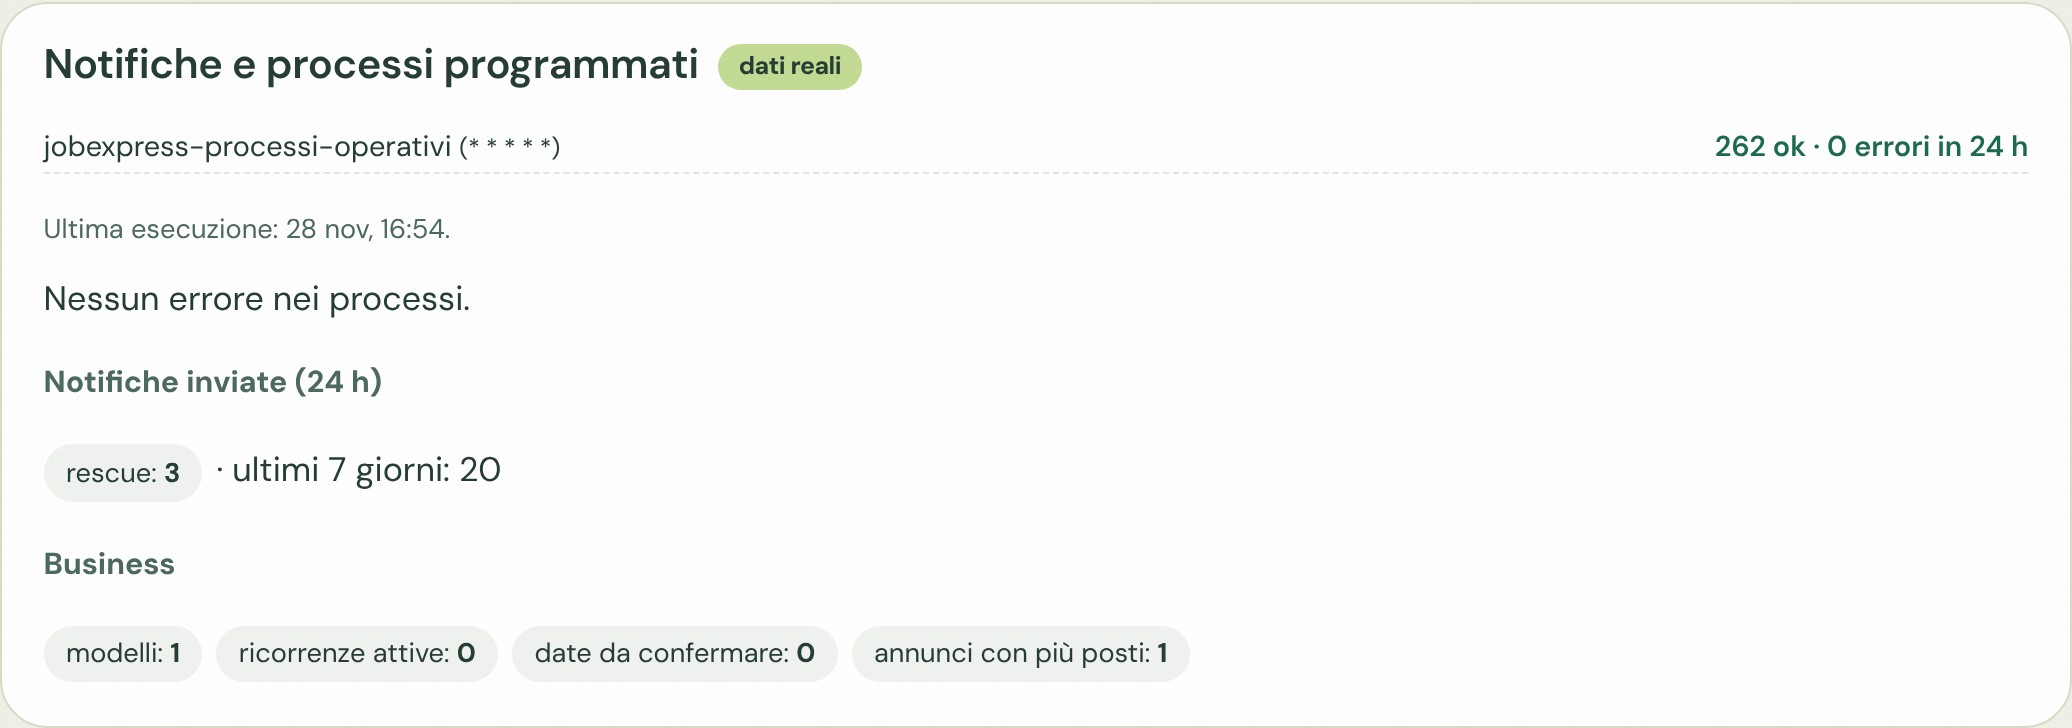 Notifiche e processi programmati dati reali
jobexpress-processi-operativi (* * * * *) 262 ok · 0 errori in 24 h
Ultima esecuzione: 28 nov, 16:54.
Nessun errore nei processi.
Notifiche inviate (24 h)
rescue: 3 · ultimi 7 giorni: 20
Business
modelli: 1 ricorrenze attive: 0 date da confermare: 0 annunci con più posti: 1